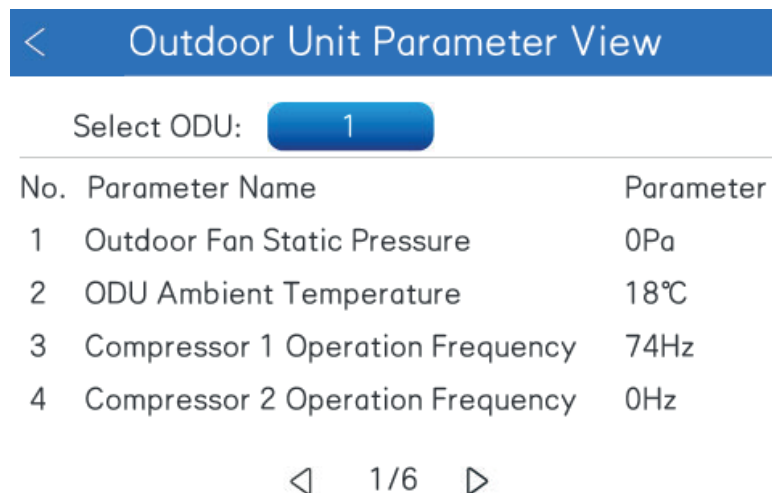 < Outdoor Unit Parameter View
Select ODU: 1
No. Parameter Name Parameter
1 Outdoor Fan Static Pressure 0Pa
2 ODU Ambient Temperature 18℃
3 Compressor 1 Operation Frequency 74Hz
4 Compressor 2 Operation Frequency 0Hz
1/6